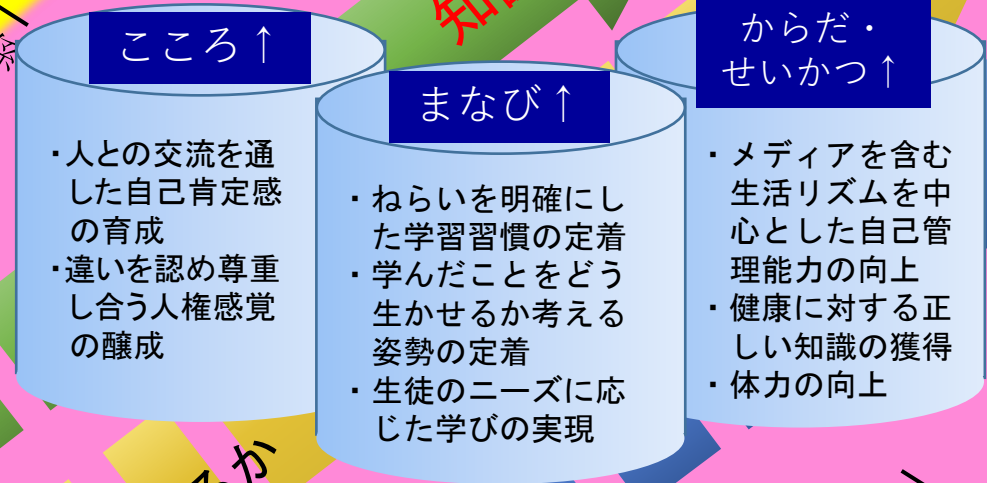 こころ↑
・人との交流を通
した自己肯定感
の育成
・違いを認め尊重
し合う人権感覚
の醸成
まなび↑
・ねらいを明確にし
た学習習慣の定着
・学んだことをどう
生かせるか考える
姿勢の定着
・生徒のニーズに応
じた学びの実現
からだ・
せいかつ↑
・メディアを含む
生活リズムを中
心とした自己管
理能力の向上
・健康に対する正
しい知識の獲得
・体力の向上